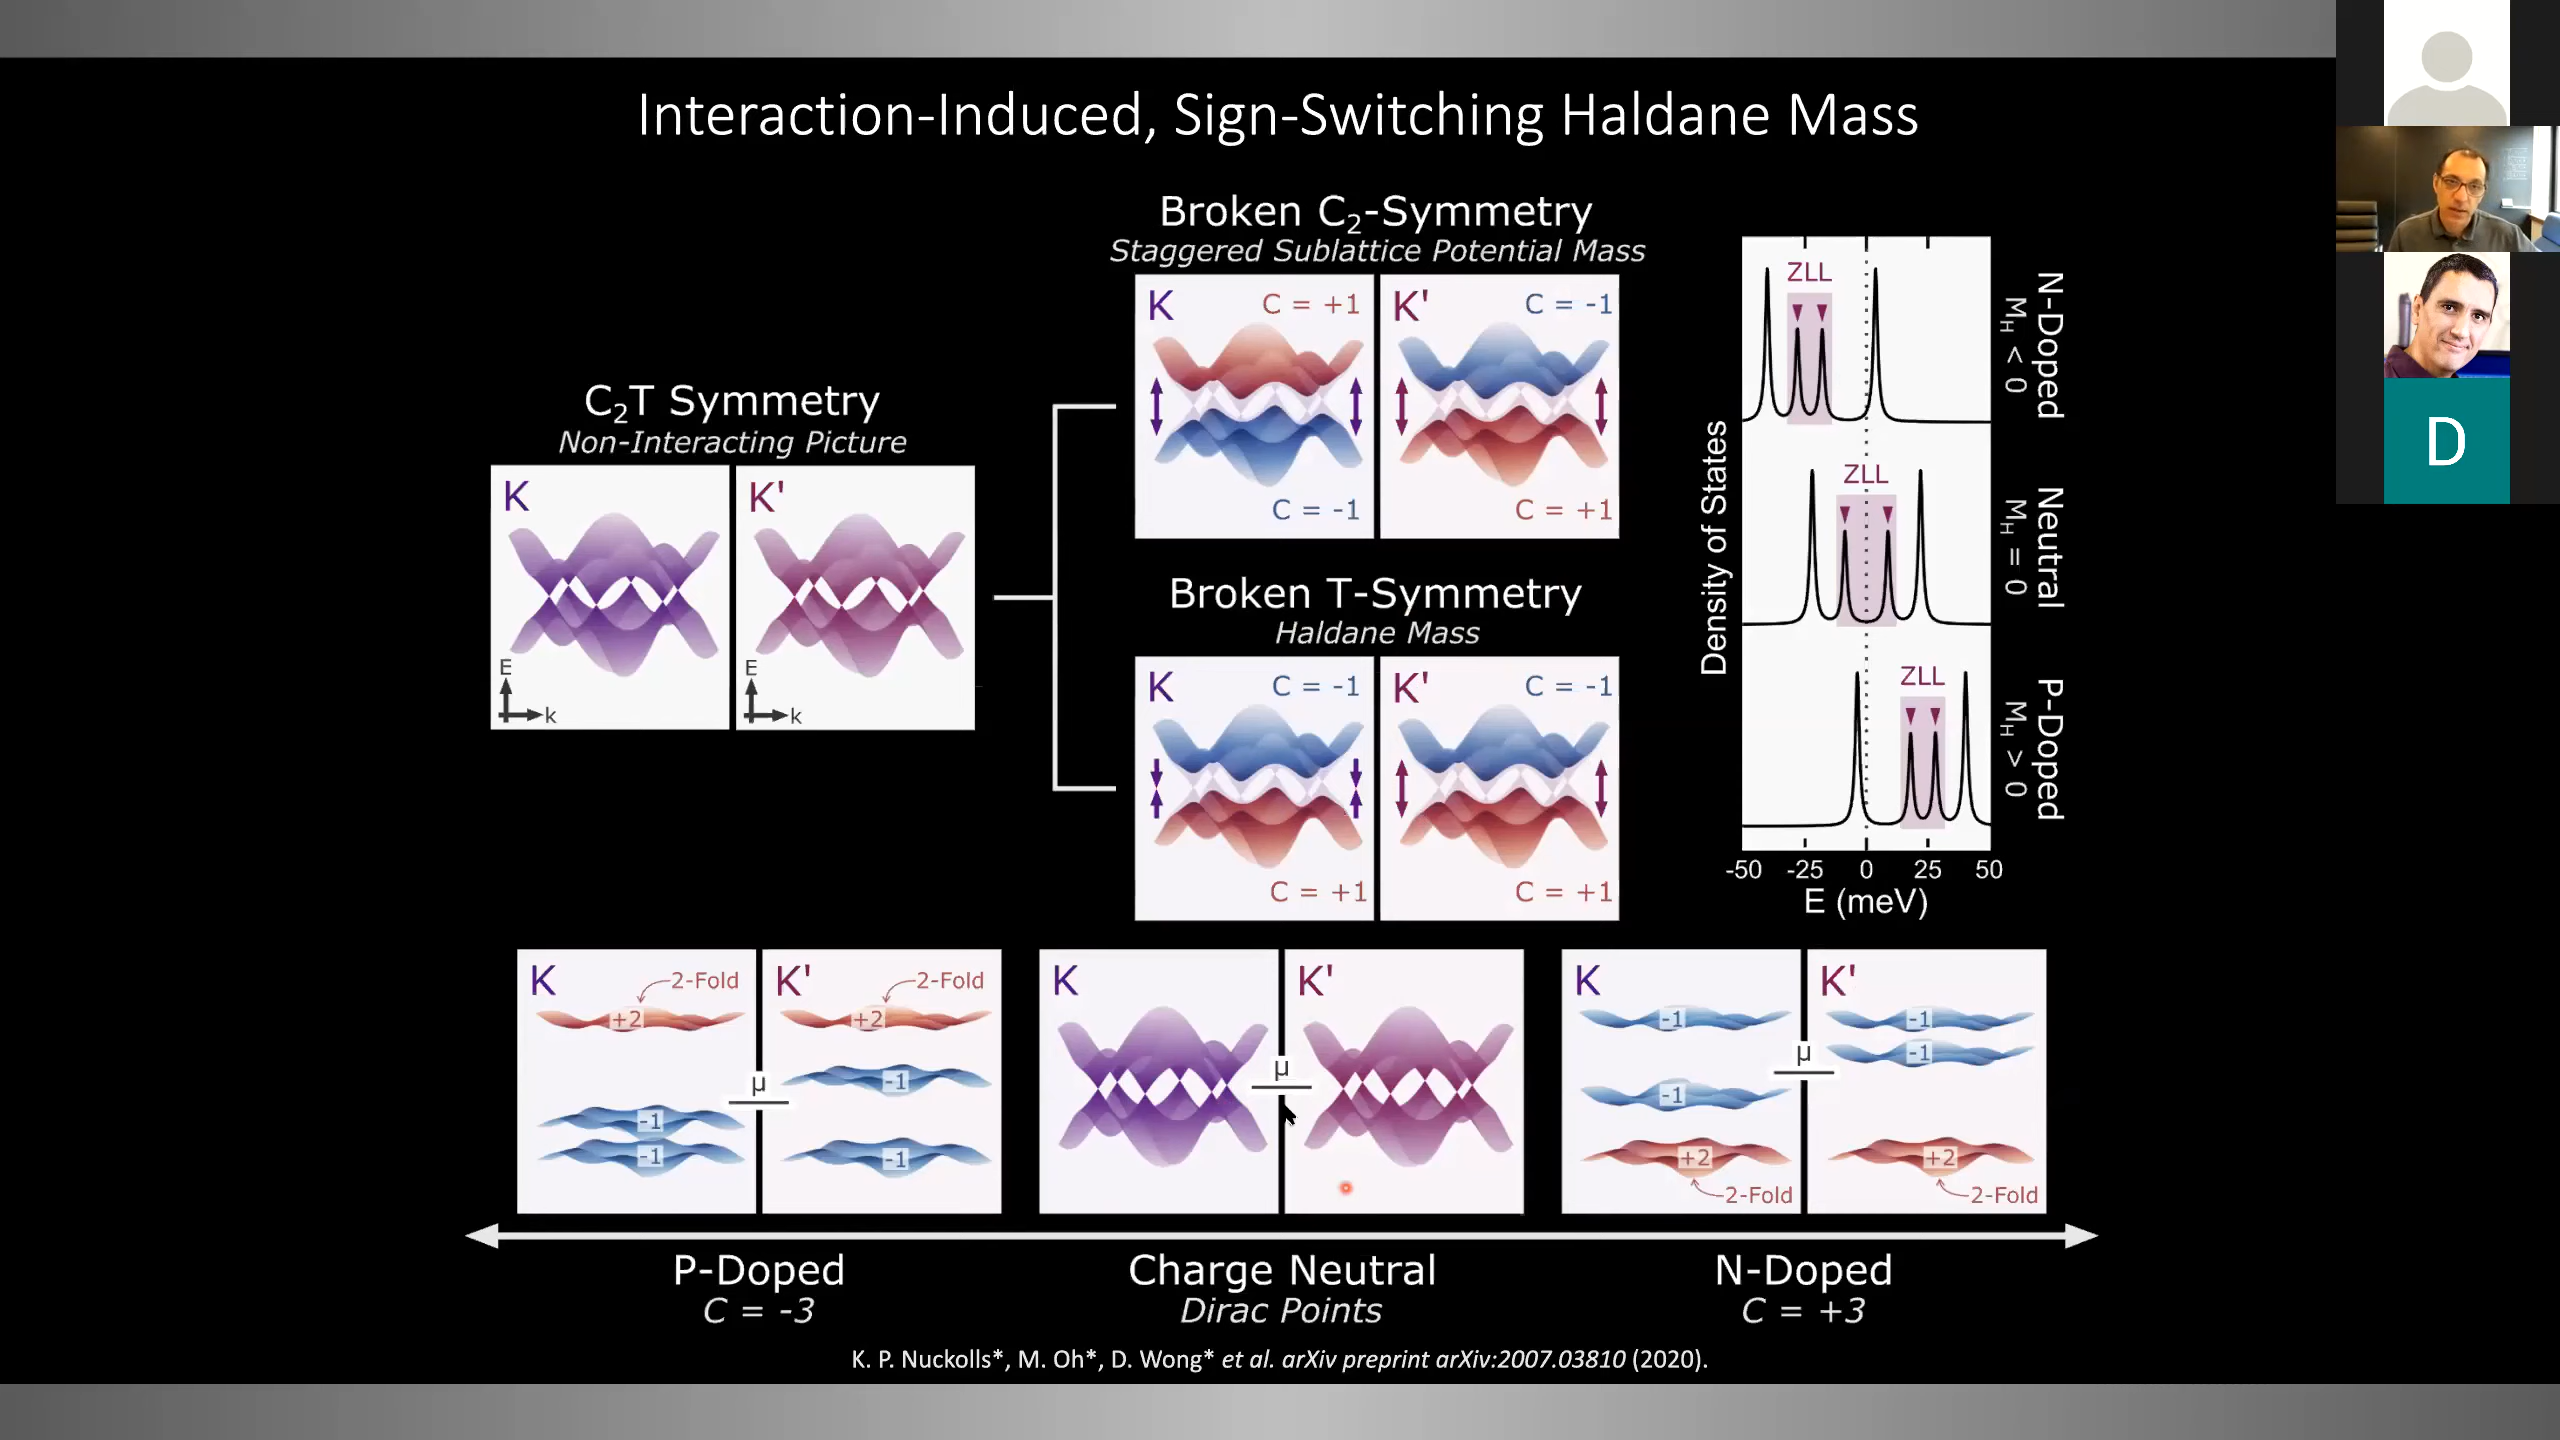 Interaction-Induced, Sign-Switching Haldane Mass
C2T Symmetry
Non-Interacting Picture
K
K'
E
k
E
k
Broken C2-Symmetry
Staggered Sublattice Potential Mass
K
C = +1
K'
C = -1
C = -1
C = +1
Broken T-Symmetry
Haldane Mass
K
C = -1
K'
C = -1
C = +1
C = +1
Density of States
ZLL
ZLL
ZLL
N-Doped
MH < 0
Neutral
MH = 0
P-Doped
MH > 0
-50 -25 0 25 50
E (meV)
K
2-Fold
+2
-1
-1
K'
2-Fold
+2
-1
-1
μ
K
K'
μ
K
-1
-1
+2
2-Fold
K'
-1
-1
+2
2-Fold
μ
P-Doped
C = -3
Charge Neutral
Dirac Points
N-Doped
C = +3
K. P. Nuckolls*, M. Oh*, D. Wong* et al. arXiv preprint arXiv:2007.03810 (2020).
D